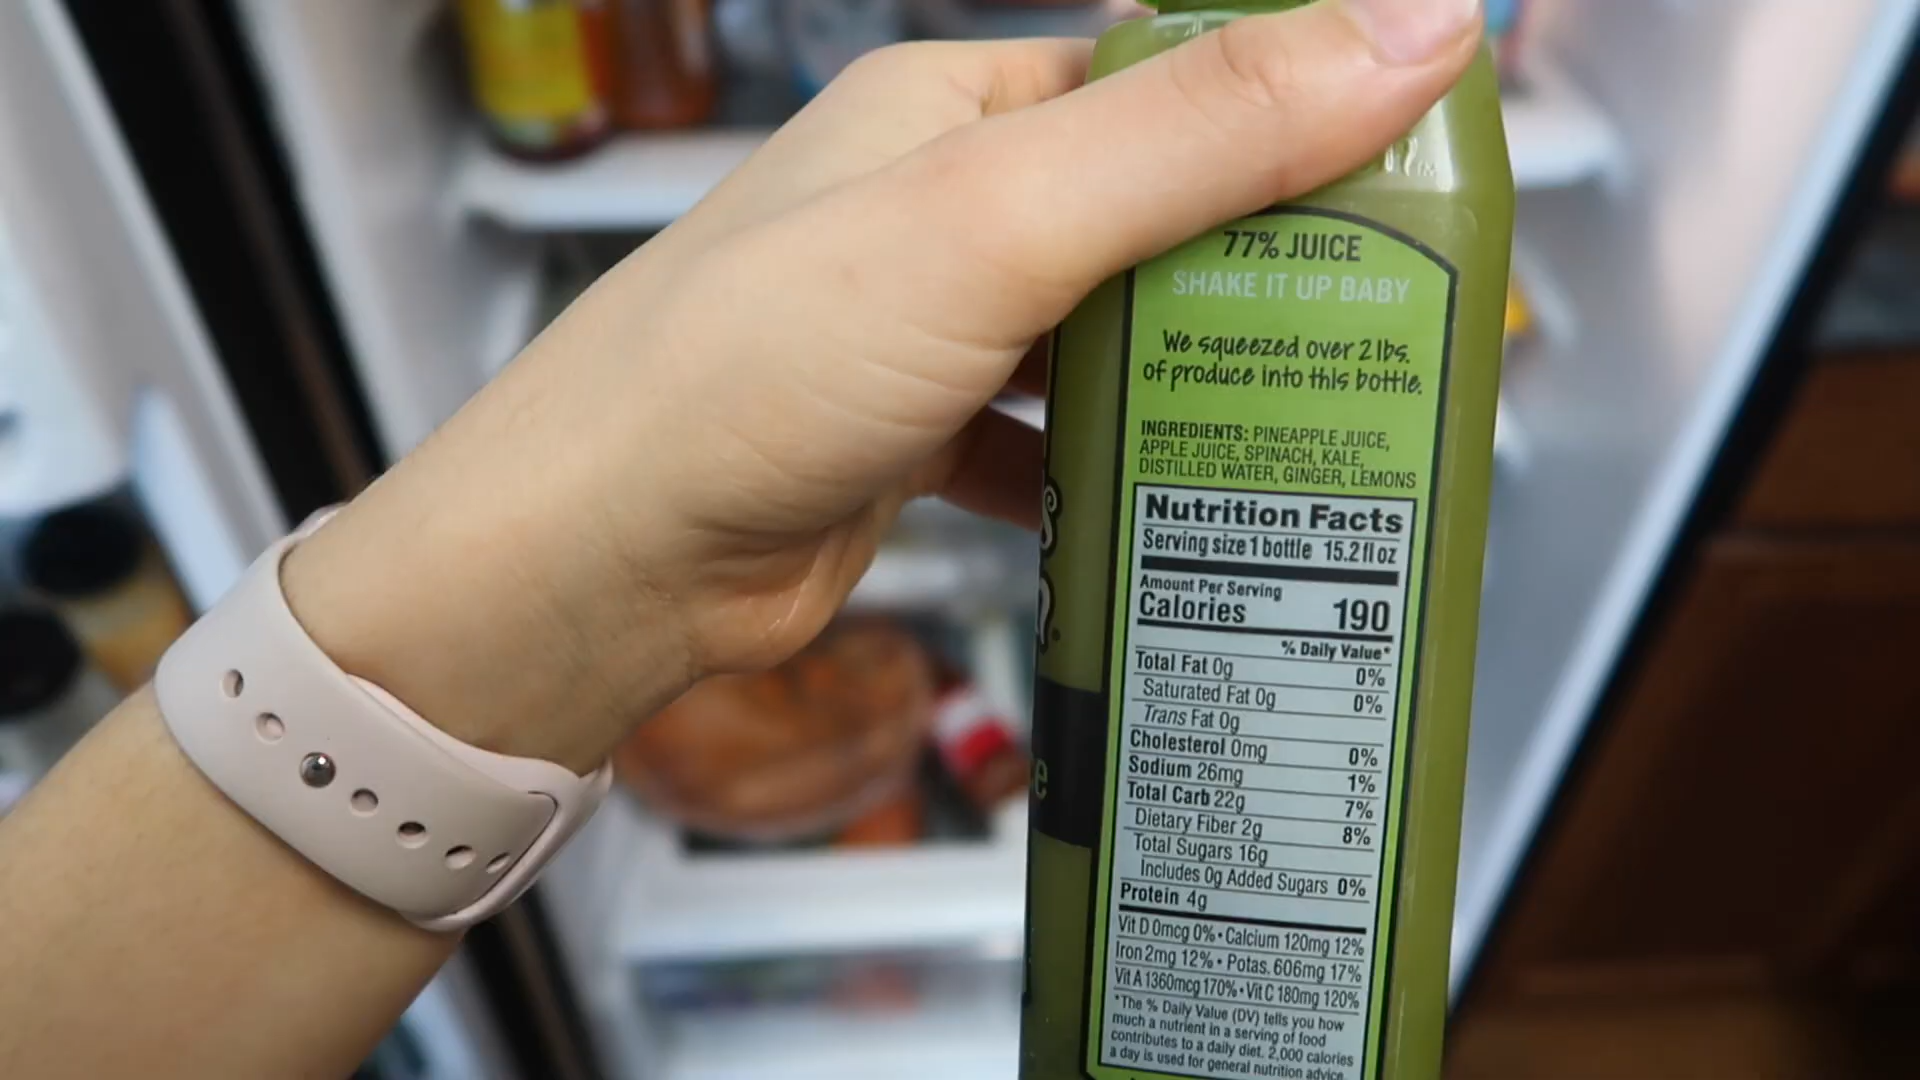 77% JUICE
SHAKE IT UP BABY
We squeezed over 2 lbs.
of produce into this bottle.
INGREDIENTS: PINEAPPLE JUICE,
APPLE JUICE, SPINACH, KALE,
DISTILLED WATER, GINGER, LEMONS
Nutrition Facts
Serving size 1 bottle 15.2 fl oz
Amount Per Serving
Calories 190
% Daily Value*
Total Fat 0g 0%
Saturated Fat 0g 0%
Trans Fat 0g
Cholesterol 0mg 0%
Sodium 26mg 1%
Total Carb 22g 7%
Dietary Fiber 2g 8%
Total Sugars 16g
Includes 0g Added Sugars 0%
Protein 4g
Vit D 0mcg 0% • Calcium 120mg 12%
Iron 2mg 12% • Potas. 606mg 17%
Vit A 1360mcg 170% • Vit C 180mg 120%
*The % Daily Value (DV) tells you how
much a nutrient in a serving of food
contributes to a daily diet. 2,000 calories
a day is used for general nutrition advice.